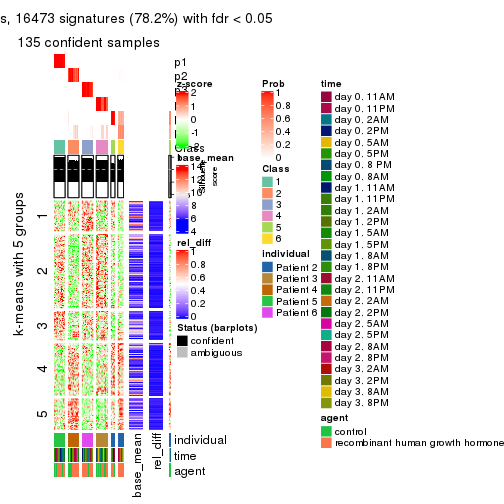 s, 16473 signatures (78.2%) with fdr < 0.05
135 confident samples
p1
p2
z-score
2
1
0
-1
Class
base_mean
14
12
6
4
Silhouette
score
rel_diff
1
0.8
0.6
0.4
0.2
0
Status (barplots)
confident
ambiguous
k-means with 5 groups
1
2
3
4
5
base_mean
rel_diff
individual
time
agent
Prob
1
0.8
0.6
0.4
0.2
0
Class
1
2
3
4
5
6
individual
Patient 2
Patient 3
Patient 4
Patient 5
Patient 6
time
day 0. 11AM
day 0. 11PM
day 0. 2AM
day 0. 2PM
day 0. 5AM
day 0. 5PM
day 0. 8 PM
day 0. 8AM
day 1. 11AM
day 1. 11PM
day 1. 2AM
day 1. 2PM
day 1. 5AM
day 1. 5PM
day 1. 8AM
day 1. 8PM
day 2. 11AM
day 2. 11PM
day 2. 2AM
day 2. 2PM
day 2. 5AM
day 2. 5PM
day 2. 8AM
day 2. 8PM
day 3. 2AM
day 3. 2PM
day 3. 8AM
day 3. 8PM
agent
control
recombinant human growth hormone